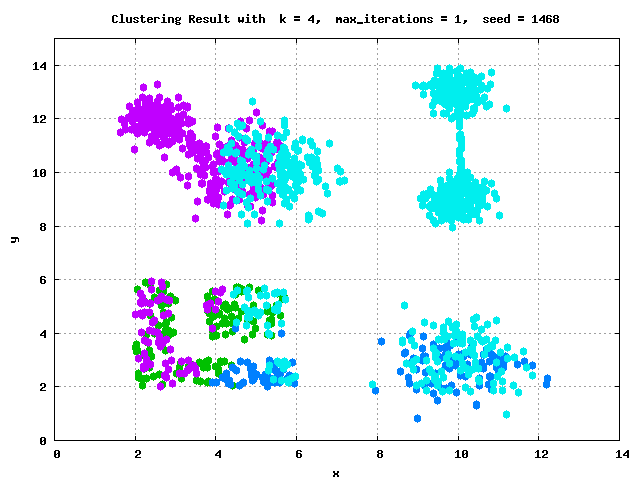 Clustering Result with  k = 4,  max_iterations = 1,  seed = 1468
14
12
10
8
6
4
2
0
y
0 2 4 6 8 10 12 14
x